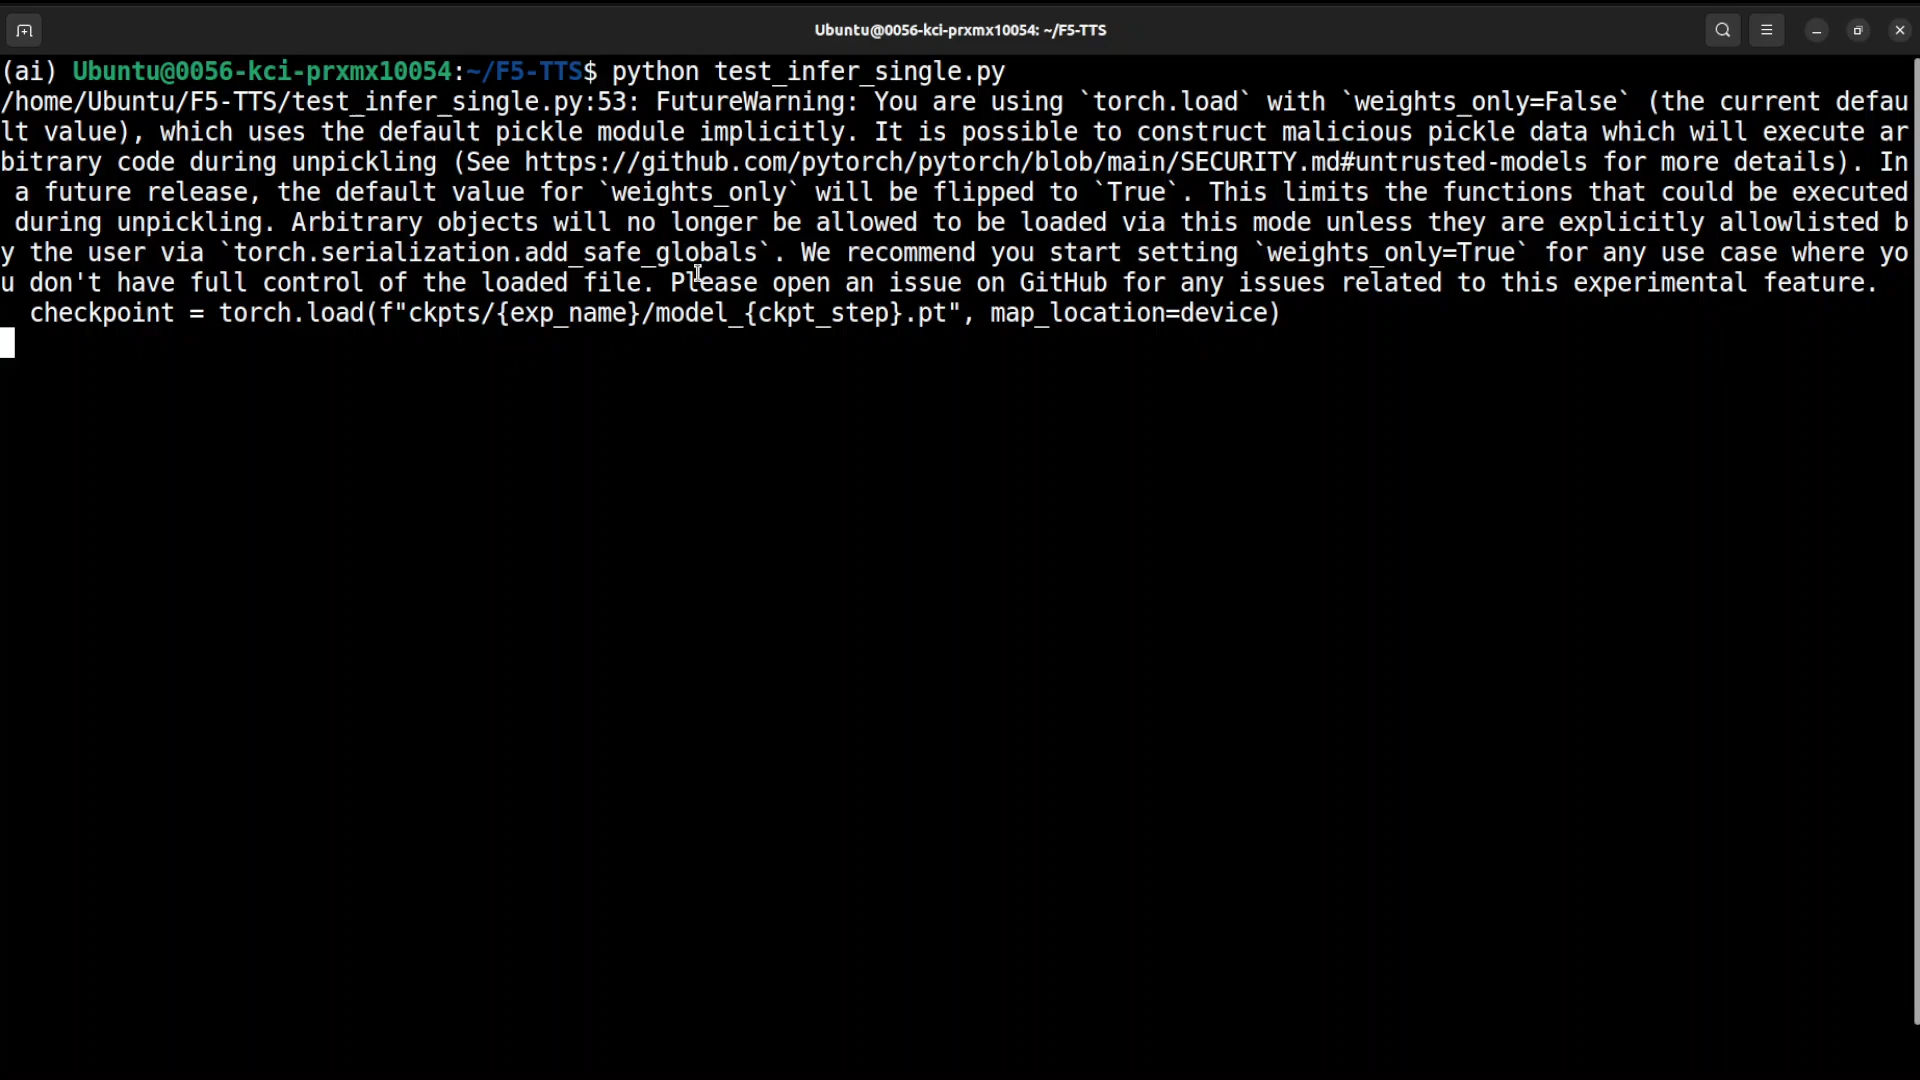 Ubuntu@0056-kci-prxmx10054: ~/F5-TTS
(ai) Ubuntu@0056-kci-prxmx10054:~/F5-TTS$ python test_infer_single.py
/home/Ubuntu/F5-TTS/test_infer_single.py:53: FutureWarning: You are using `torch.load` with `weights_only=False` (the current defau
lt value), which uses the default pickle module implicitly. It is possible to construct malicious pickle data which will execute ar
bitrary code during unpickling (See https://github.com/pytorch/pytorch/blob/main/SECURITY.md#untrusted-models for more details). In
 a future release, the default value for `weights_only` will be flipped to `True`. This limits the functions that could be executed
 during unpickling. Arbitrary objects will no longer be allowed to be loaded via this mode unless they are explicitly allowlisted b
y the user via `torch.serialization.add_safe_globals`. We recommend you start setting `weights_only=True` for any use case where yo
u don't have full control of the loaded file. Please open an issue on GitHub for any issues related to this experimental feature.
  checkpoint = torch.load(f"ckpts/{exp_name}/model_{ckpt_step}.pt", map_location=device)